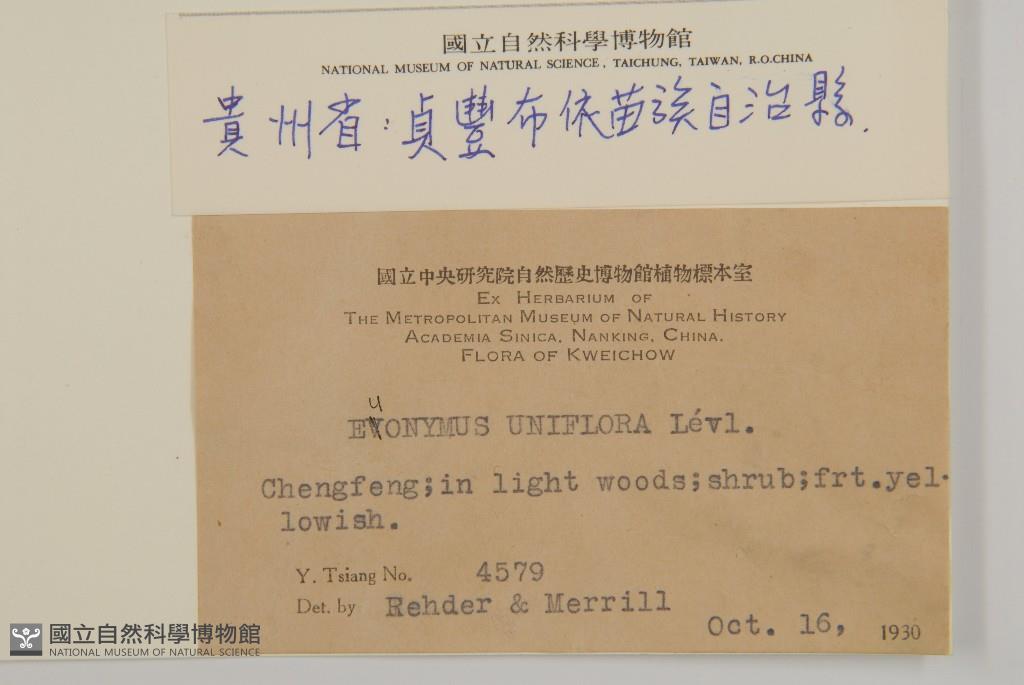 國立自然科學博物館
NATIONAL MUSEUM OF NATURAL SCIENCE, TAICHUNG, TAIWAN, R.O.CHINA
貴州省:貞豐布依苗族自治縣.
國立中央研究院自然歷史博物館植物標本室
EX HERBARIUM OF
THE METROPOLITAN MUSEUM OF NATURAL HISTORY
ACADEMIA SINICA, NANKING, CHINA.
FLORA OF KWEICHOW
u
EVONYMUS UNIFLORA Lévl.
Chengfeng;in light woods;shrub;frt.yel-
lowish.
Y. Tsiang No. 4579
Det. by Rehder & Merrill
Oct. 16, 1930
國立自然科學博物館
NATIONAL MUSEUM OF NATURAL SCIENCE